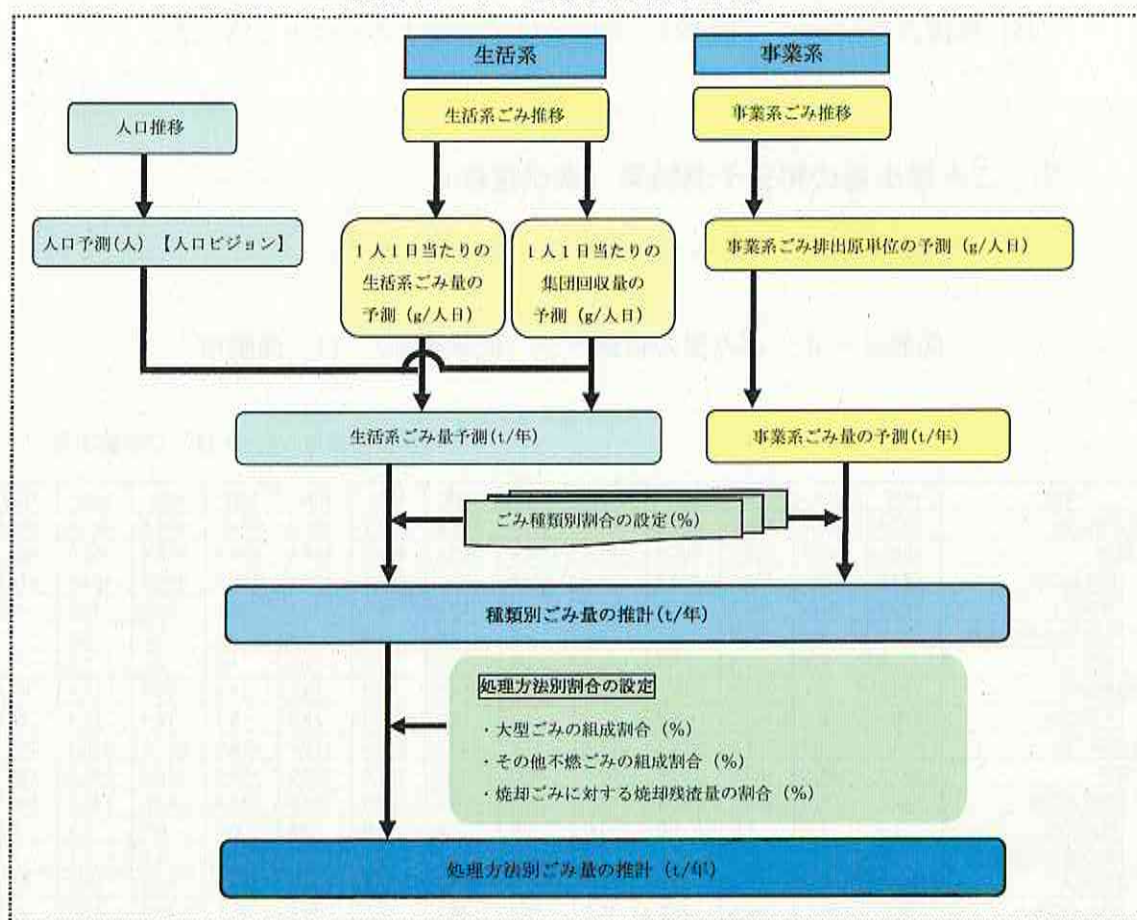 生活系
事業系
人口推移
生活系ごみ推移
事業系ごみ推移
人口予測(人)【人口ビジョン】
1人1日当たりの
生活系ごみ量の
予測(g/人日)
1人1日当たりの
集団回収量の
予測(g/人日)
事業系ごみ排出原単位の予測(g/人日)
生活系ごみ量予測(t/年)
事業系ごみ量の予測(t/年)
ごみ種類別割合の設定(%)
種類別ごみ量の推計(t/年)
処理方法別割合の設定
・大型ごみの組成割合(%)
・その他不燃ごみの組成割合(%)
・焼却ごみに対する焼却残渣量の割合(%)
処理方法別ごみ量の推計(t/年)